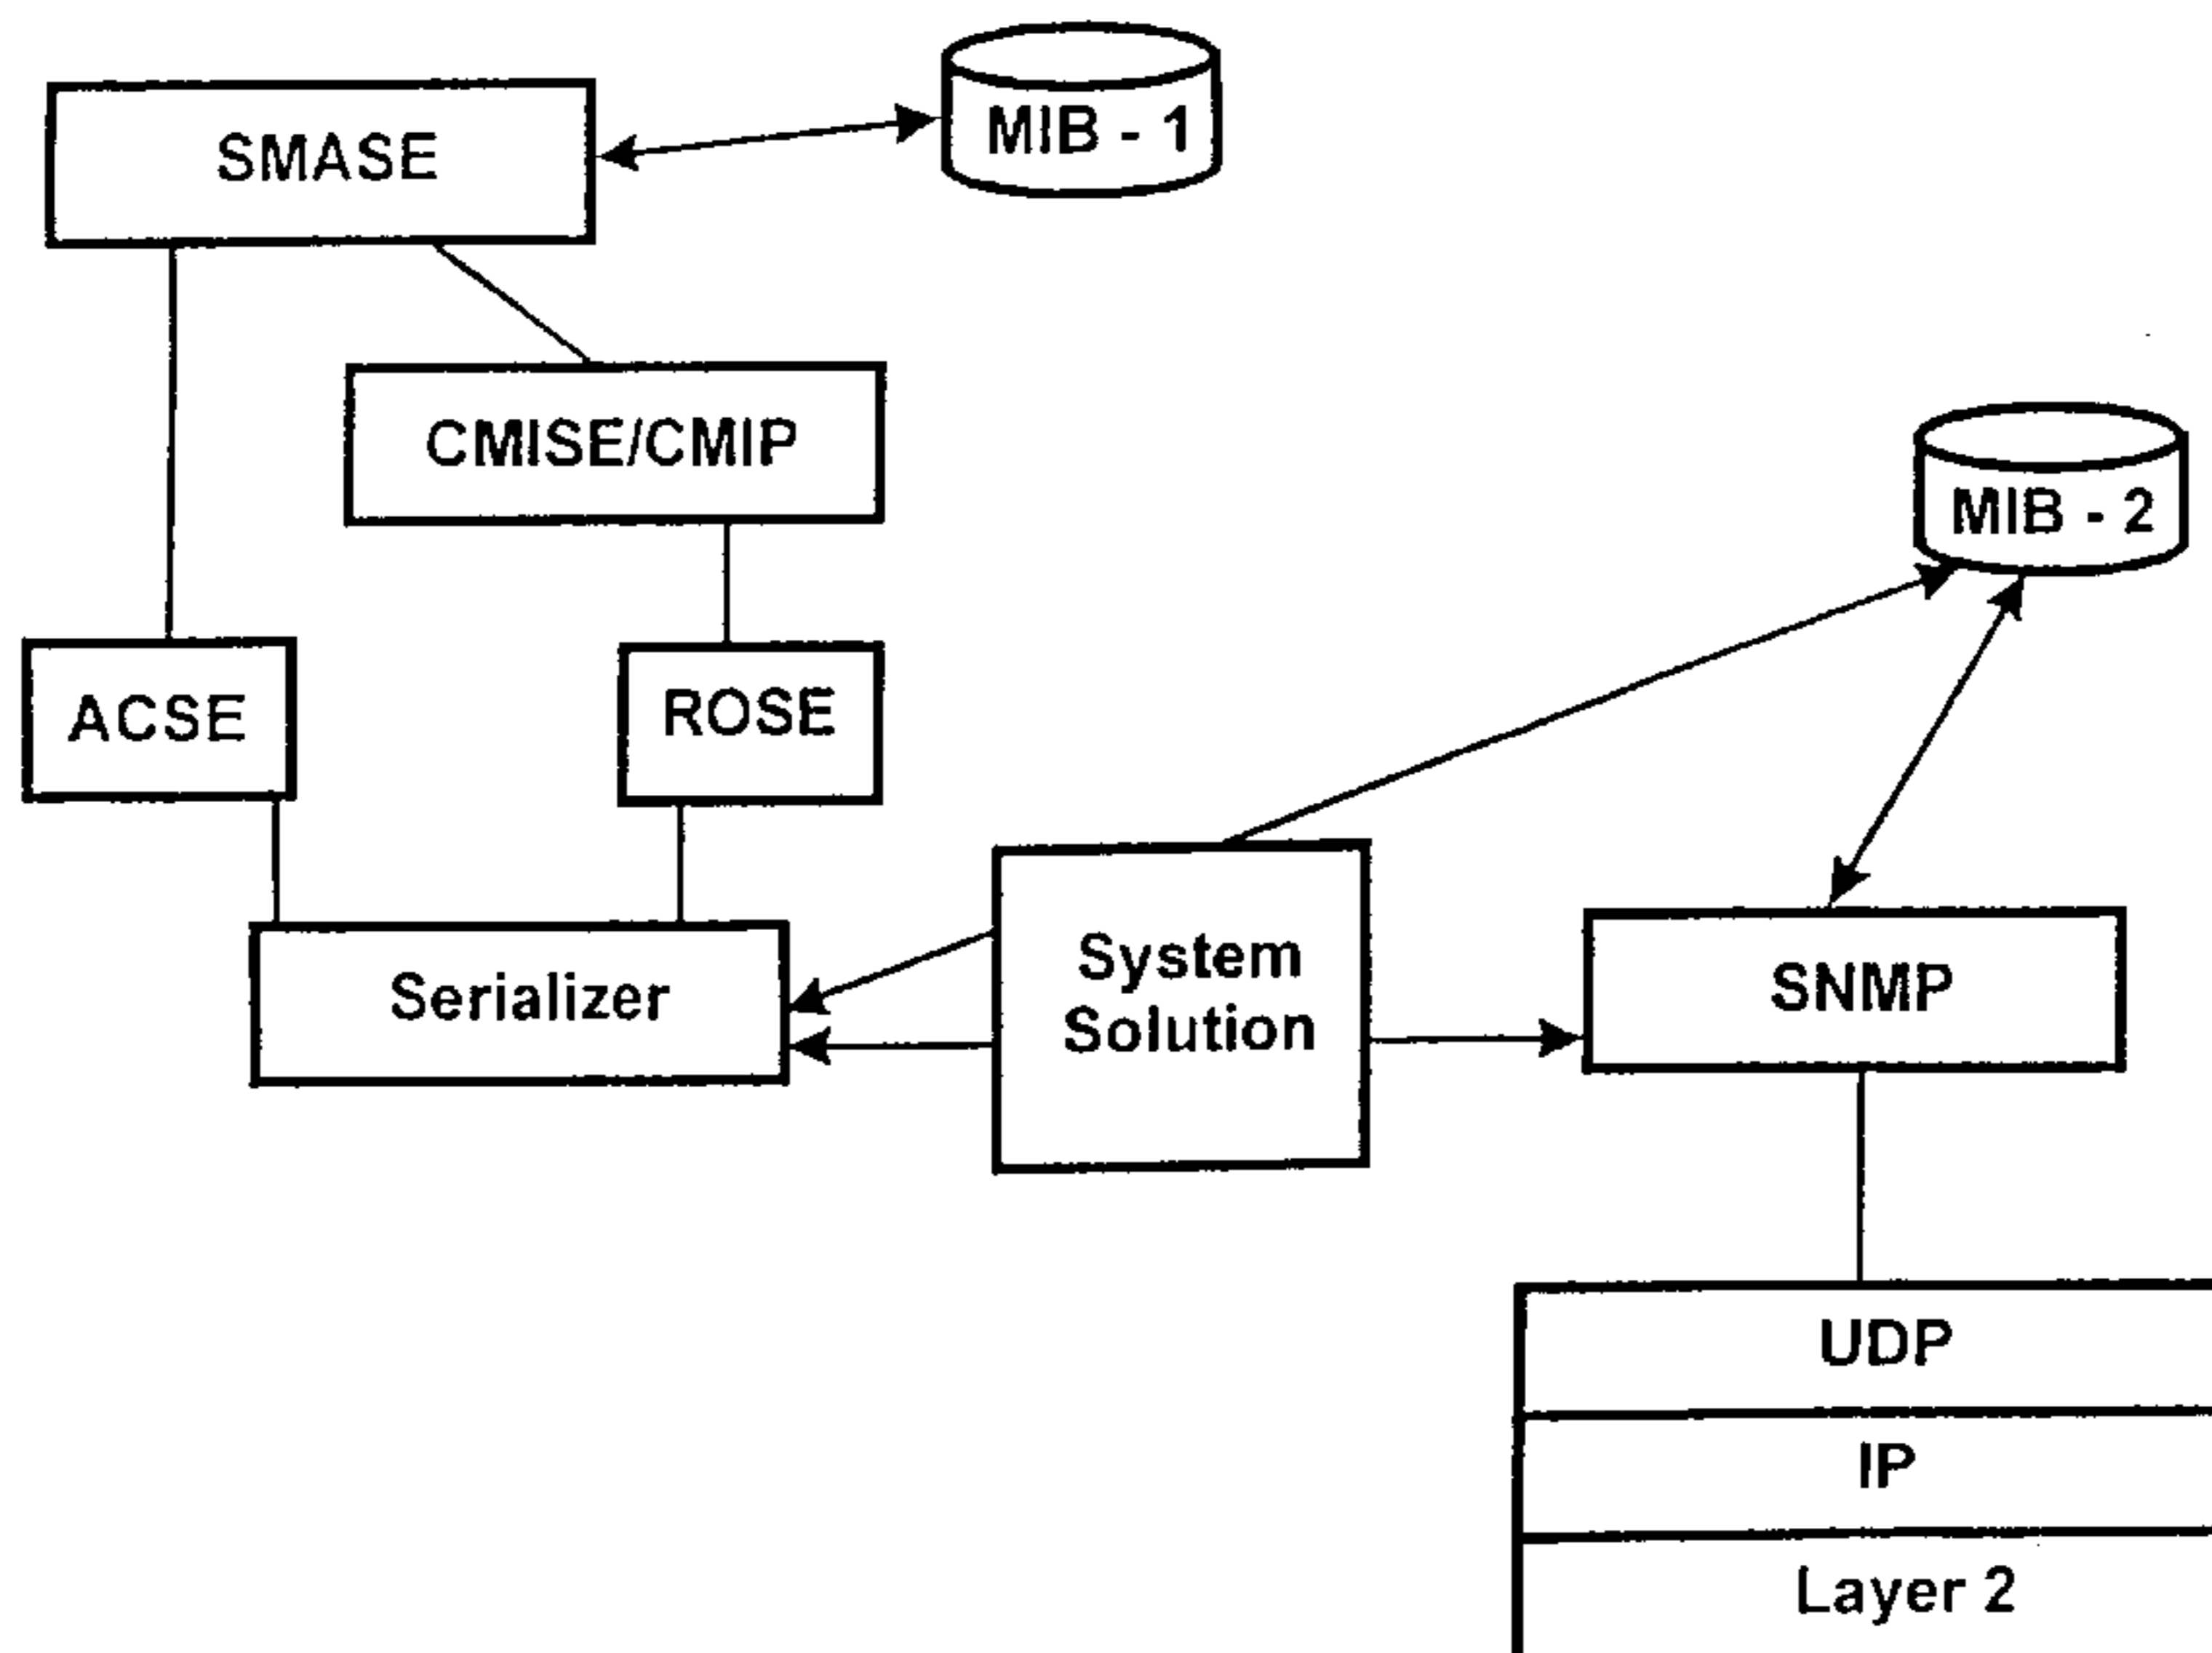 SMASE
MIB - 1
CMISE/CMIP
MIB - 2
ACSE
ROSE
Serializer
System
Solution
SNMP
UDP
IP
Layer 2